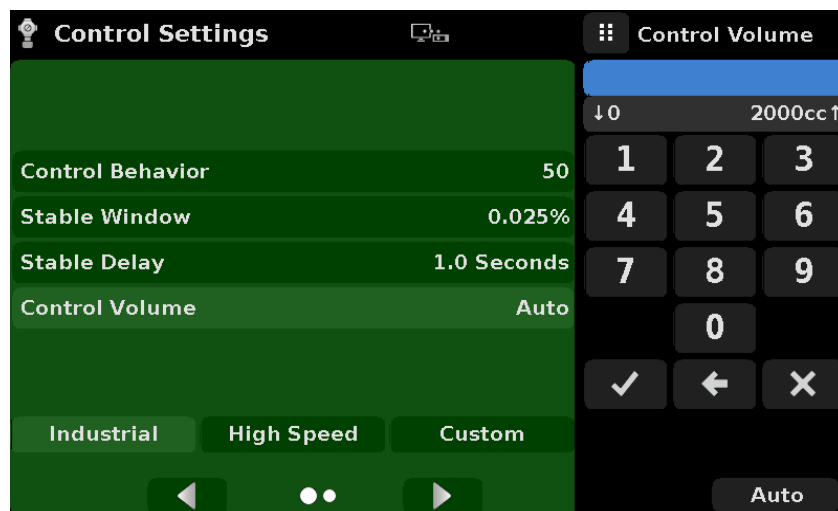 Control Settings
Control Volume
↓0 2000cc↑
Control Behavior 50
Stable Window 0.025%
Stable Delay 1.0 Seconds
Control Volume Auto
1 2 3
4 5 6
7 8 9
0
Industrial High Speed Custom
Auto